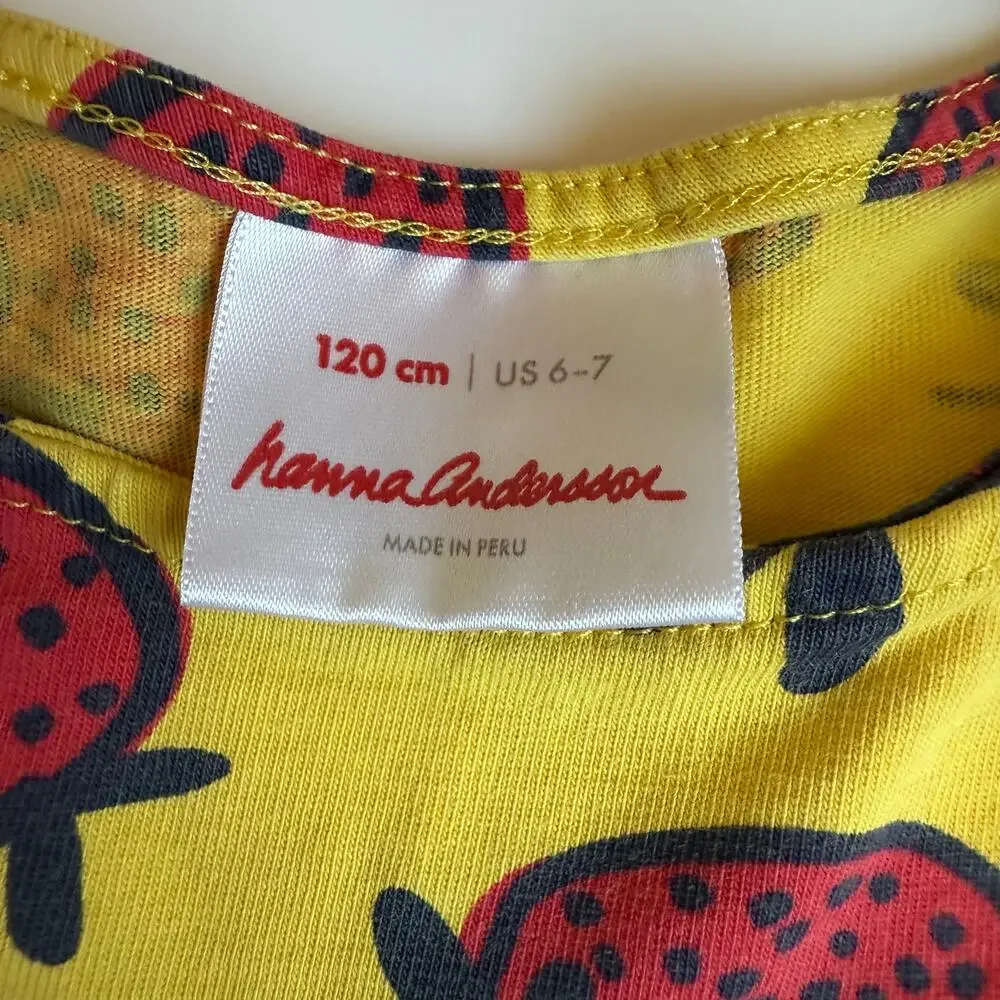 120 cm | US 6-7
hanna Andersson
MADE IN PERU